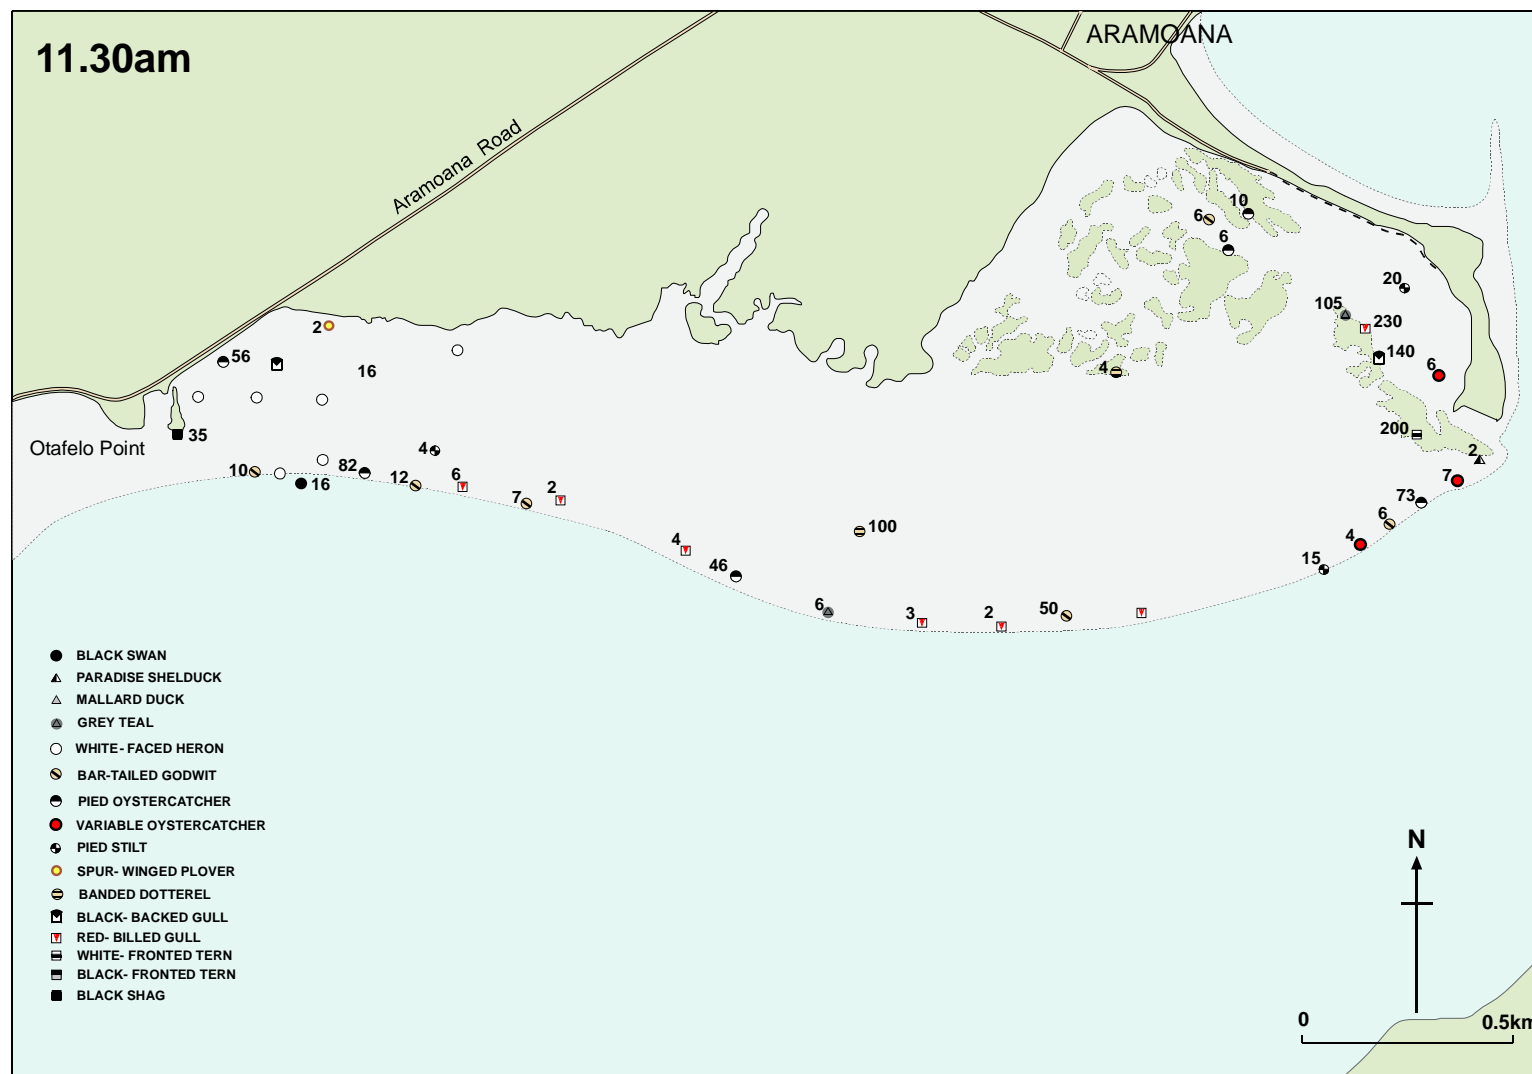 ARAMOANA
11.30am
Aramoana Road
10
6
6
20
105
230
2
56
140
16
4
6
200
35
Otafelo Point
4
2
10
82
12
6
7
16
7
2
73
6
100
4
4
15
46
6
3
2
50
BLACK SWAN
PARADISE SHELDUCK
MALLARD DUCK
GREY TEAL
WHITE- FACED HERON
BAR-TAILED GODWIT
PIED OYSTERCATCHER
VARIABLE OYSTERCATCHER
PIED STILT
SPUR- WINGED PLOVER
BANDED DOTTEREL
BLACK- BACKED GULL
RED- BILLED GULL
WHITE- FRONTED TERN
BLACK- FRONTED TERN
BLACK SHAG
N
0 0.5km